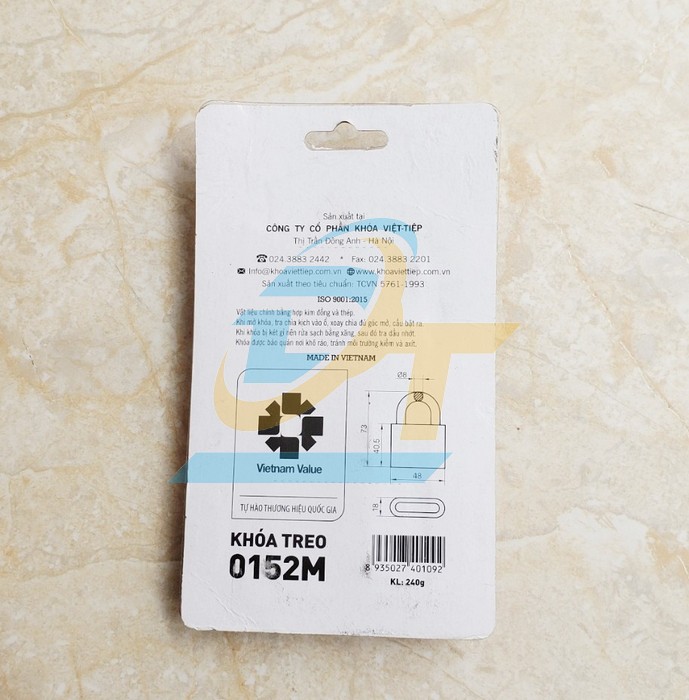 Sản xuất tại
CÔNG TY CỔ PHẦN KHÓA VIỆT-TIỆP
Thị Trấn Đông Anh - Hà Nội
024.3883 2442 * Fax: 024.3883 2201
Info@khoaviettiep.com.vn www.khoaviettiep.com.vn
Sản xuất theo tiêu chuẩn: TCVN 5761-1993
ISO 9001:2015
Vật liệu chính bằng hợp kim đồng và thép.
Khi mở khóa, tra chìa kịch vào ổ, xoay chìa đủ góc mở, cầu bật ra.
Khi khóa bị kẹt gỉ nên rửa sạch bằng xăng, sau đó tra dầu nhớt.
Khóa được bảo quản nơi khô ráo, tránh môi trường kiềm và axit.
MADE IN VIETNAM
Ø8
73
40,5
48
18
Vietnam Value
TỰ HÀO THƯƠNG HIỆU QUỐC GIA
KHÓA TREO
0152M
8 935027 401092
KL: 240g
DT